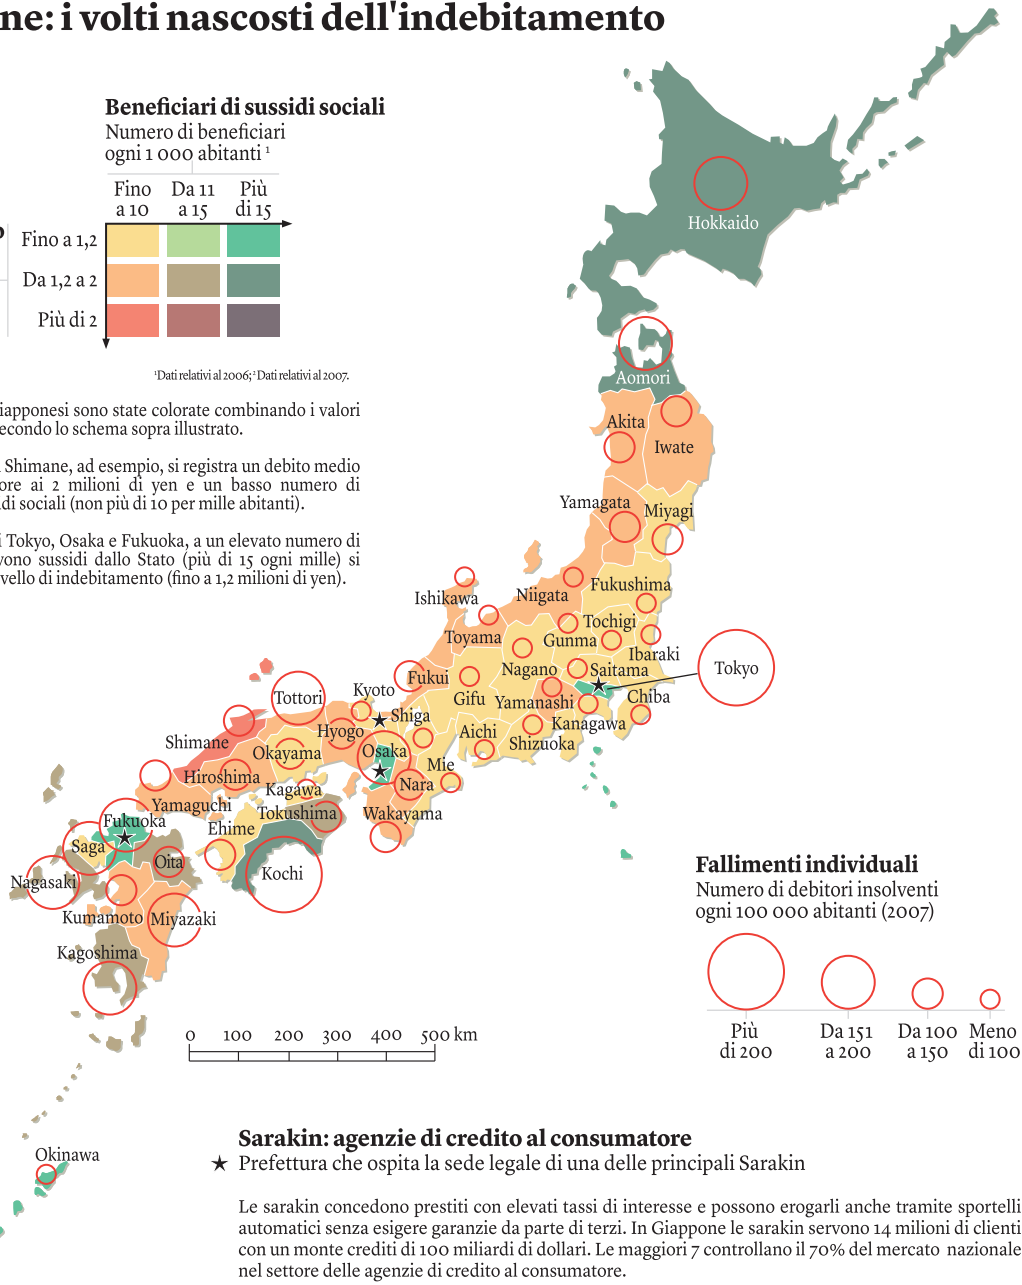 ne: i volti nascosti dell'indebitamento
Beneficiari di sussidi sociali
Numero di beneficiari
ogni 1 000 abitanti ¹
Fino
a 10
Da 11
a 15
Più
di 15
Fino a 1,2
Da 1,2 a 2
Più di 2
¹Dati relativi al 2006; ²Dati relativi al 2007.
iapponesi sono state colorate combinando i valori
econdo lo schema sopra illustrato.
Shimane, ad esempio, si registra un debito medio
ore ai 2 milioni di yen e un basso numero di
di sociali (non più di 10 per mille abitanti).
i Tokyo, Osaka e Fukuoka, a un elevato numero di
vono sussidi dallo Stato (più di 15 ogni mille) si
vello di indebitamento (fino a 1,2 milioni di yen).
Hokkaido
Aomori
Akita
Iwate
Yamagata
Miyagi
Fukushima
Ishikawa
Niigata
Tochigi
Toyama
Gunma
Ibaraki
Nagano
Saitama
Tokyo
Fukui
Gifu
Yamanashi
Chiba
Tottori
Kyoto
Shiga
Kanagawa
Hyogo
Aichi
Shizuoka
Shimane
Okayama
Osaka
Mie
Hiroshima
Nara
Kagawa
Yamaguchi
Tokushima
Wakayama
Fukuoka
Ehime
Saga
Oita
Kochi
Nagasaki
Kumamoto
Miyazaki
Kagoshima
Okinawa
Fallimenti individuali
Numero di debitori insolventi
ogni 100 000 abitanti (2007)
Più
di 200
Da 151
a 200
Da 100
a 150
Meno
di 100
0 100 200 300 400 500 km
Sarakin: agenzie di credito al consumatore
★ Prefettura che ospita la sede legale di una delle principali Sarakin
Le sarakin concedono prestiti con elevati tassi di interesse e possono erogarli anche tramite sportelli
automatici senza esigere garanzie da parte di terzi. In Giappone le sarakin servono 14 milioni di clienti
con un monte crediti di 100 miliardi di dollari. Le maggiori 7 controllano il 70% del mercato nazionale
nel settore delle agenzie di credito al consumatore.